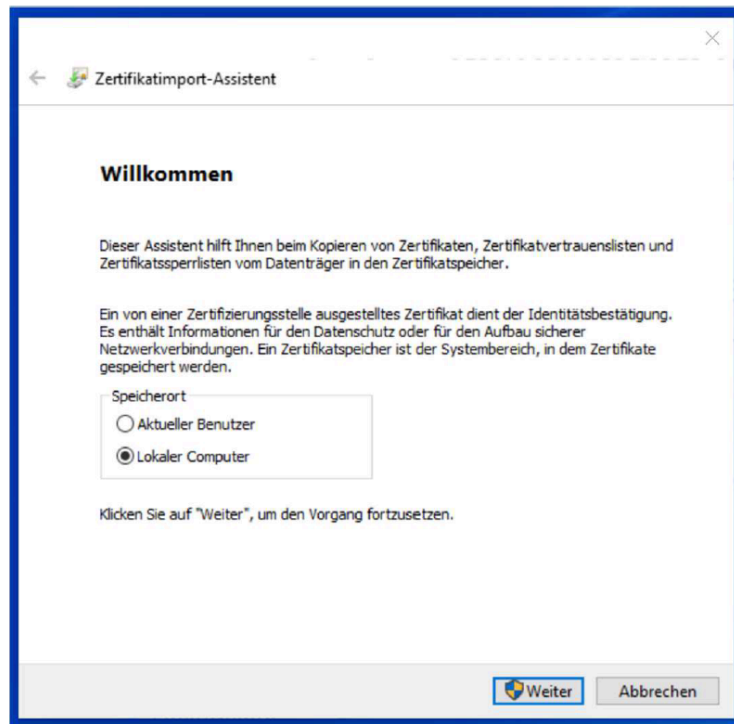 Zertifikatimport-Assistent
Willkommen
Dieser Assistent hilft Ihnen beim Kopieren von Zertifikaten, Zertifikatvertrauenslisten und
Zertifikatssperrlisten vom Datenträger in den Zertifikatspeicher.
Ein von einer Zertifizierungsstelle ausgestelltes Zertifikat dient der Identitätsbestätigung.
Es enthält Informationen für den Datenschutz oder für den Aufbau sicherer
Netzwerkverbindungen. Ein Zertifikatspeicher ist der Systembereich, in dem Zertifikate
gespeichert werden.
Speicherort
Aktueller Benutzer
Lokaler Computer
Klicken Sie auf "Weiter", um den Vorgang fortzusetzen.
Weiter Abbrechen